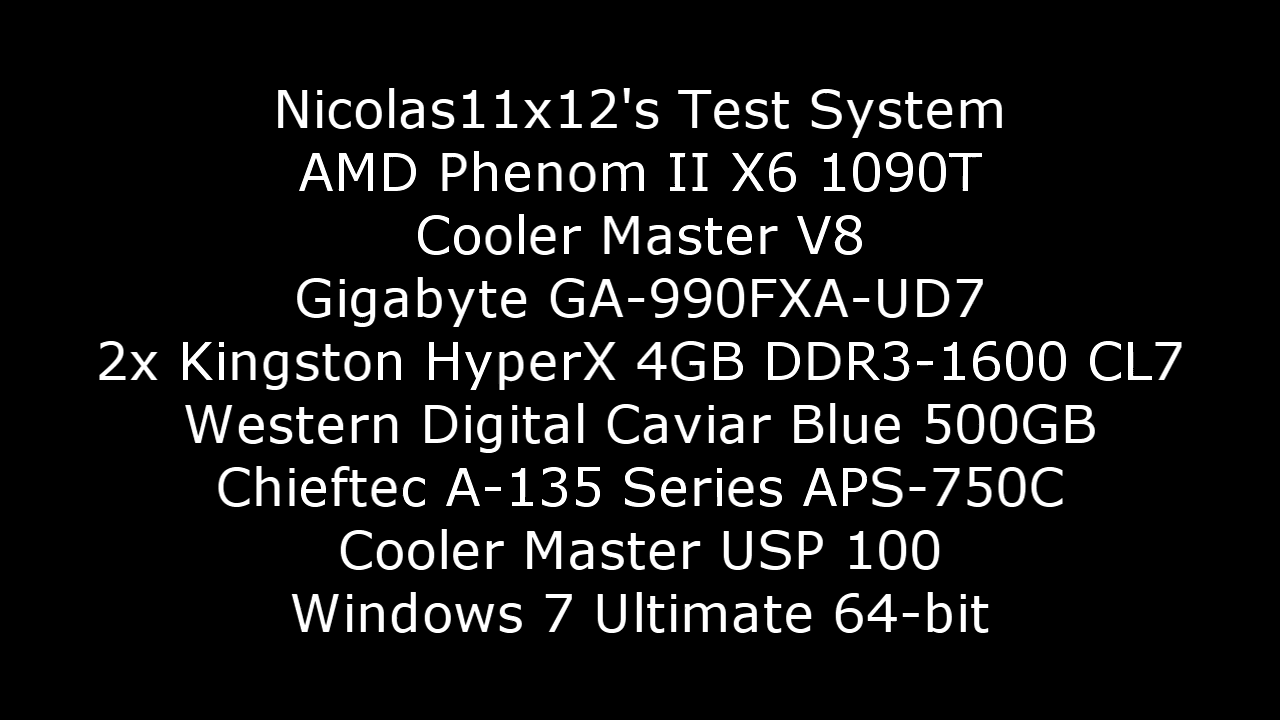 Nicolas11x12's Test System
AMD Phenom II X6 1090T
Cooler Master V8
Gigabyte GA-990FXA-UD7
2x Kingston HyperX 4GB DDR3-1600 CL7
Western Digital Caviar Blue 500GB
Chieftec A-135 Series APS-750C
Cooler Master USP 100
Windows 7 Ultimate 64-bit